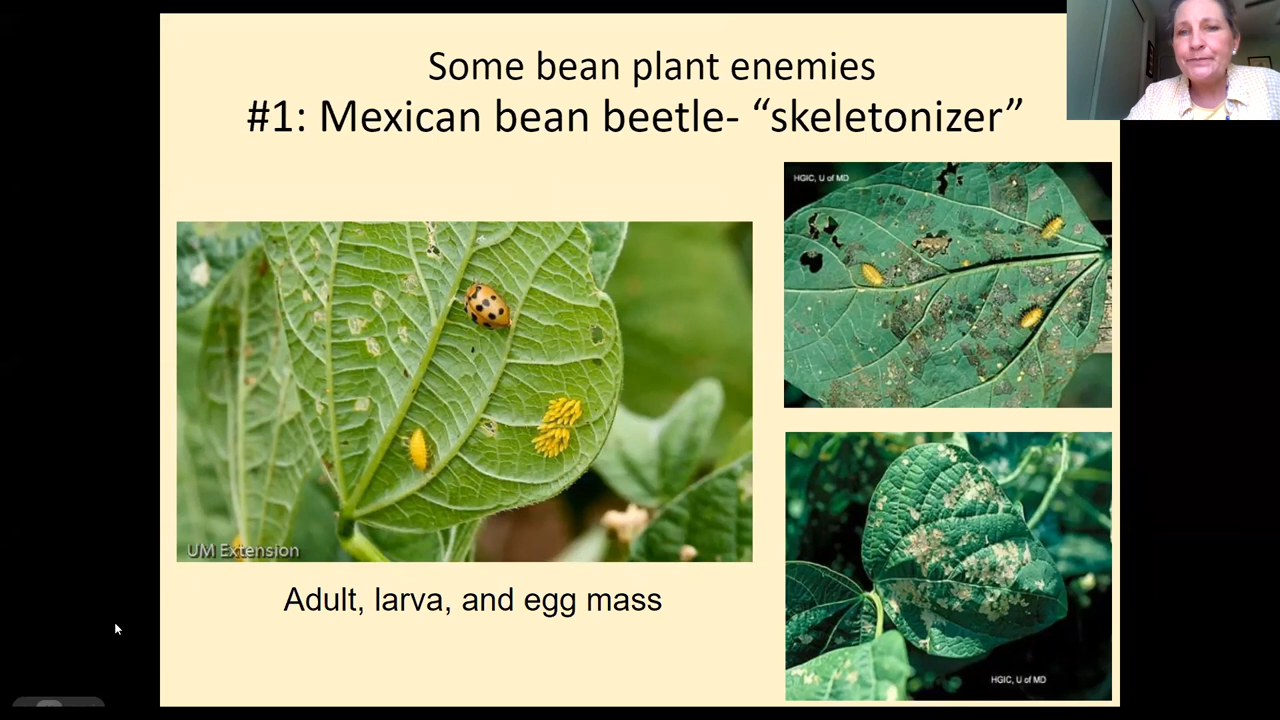 Some bean plant enemies
#1: Mexican bean beetle- “skeletonizer”
HGIC, U of MD
UM Extension
Adult, larva, and egg mass
HGIC, U of MD